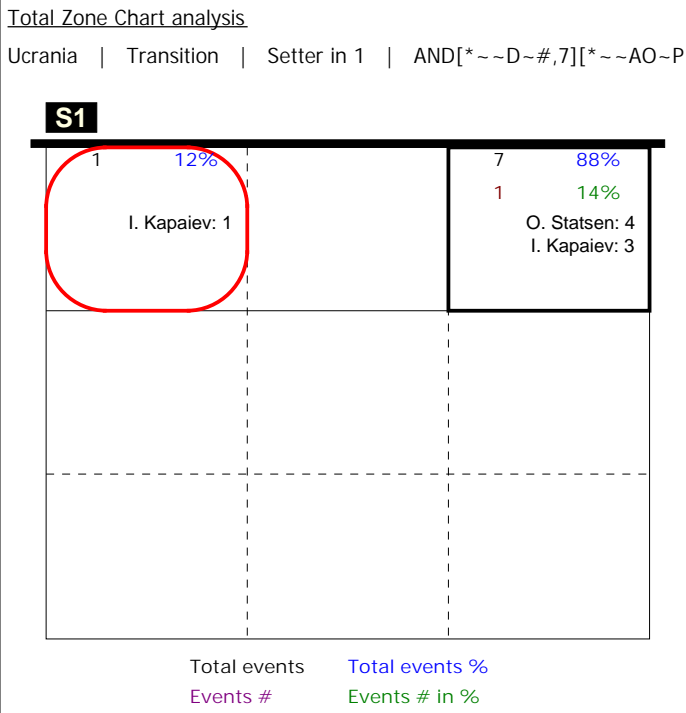 Total Zone Chart analysis
Ucrania | Transition | Setter in 1 | AND[*~~D~#,7][*~~AO~P
S1
1 12%
7 88%
1 14%
I. Kapaiev: 1
O. Statsen: 4
I. Kapaiev: 3
Total events Total events %
Events # Events # in %